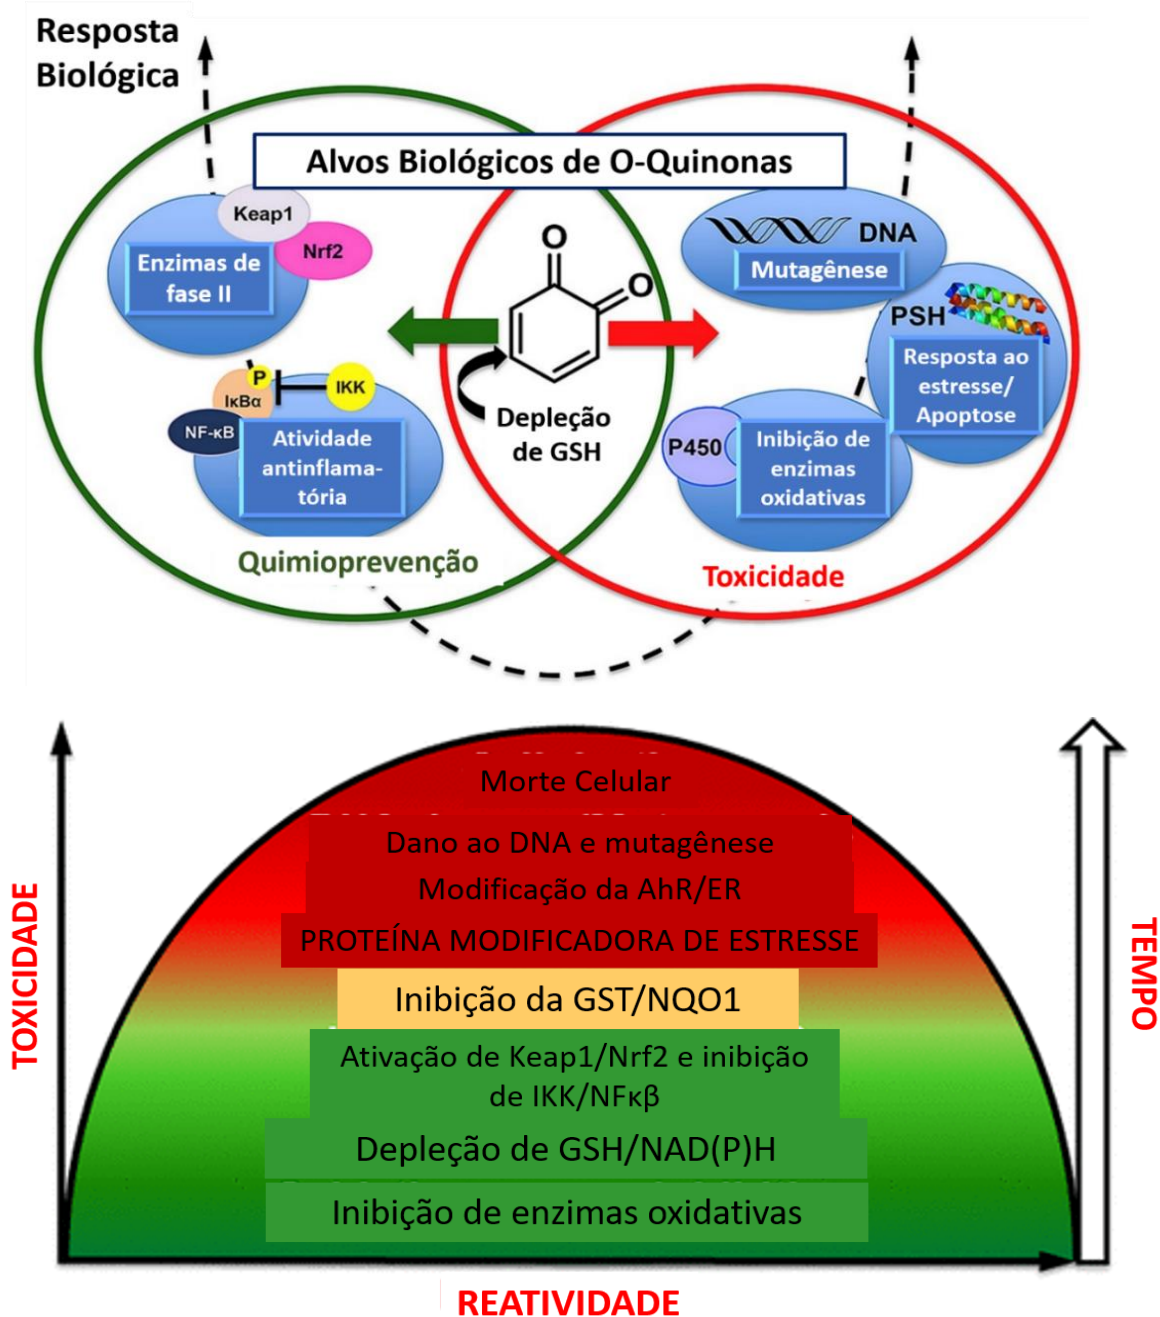 Resposta
Biológica
Alvos Biológicos de O-Quinonas
Keap1
Nrf2
Enzimas de
fase II
P
IKK
IκBα
NF-κB
Atividade
antinflama-
tória
Quimioprevenção
O
O
Depleção
de GSH
DNA
Mutagênese
PSH
Resposta ao
estresse/
Apoptose
P450
Inibição de
enzimas
oxidativas
Toxicidade
TOXICIDADE
Morte Celular
Dano ao DNA e mutagênese
Modificação da AhR/ER
PROTEÍNA MODIFICADORA DE ESTRESSE
Inibição da GST/NQO1
Ativação de Keap1/Nrf2 e inibição
de IKK/NFκβ
Depleção de GSH/NAD(P)H
Inibição de enzimas oxidativas
TEMPO
REATIVIDADE